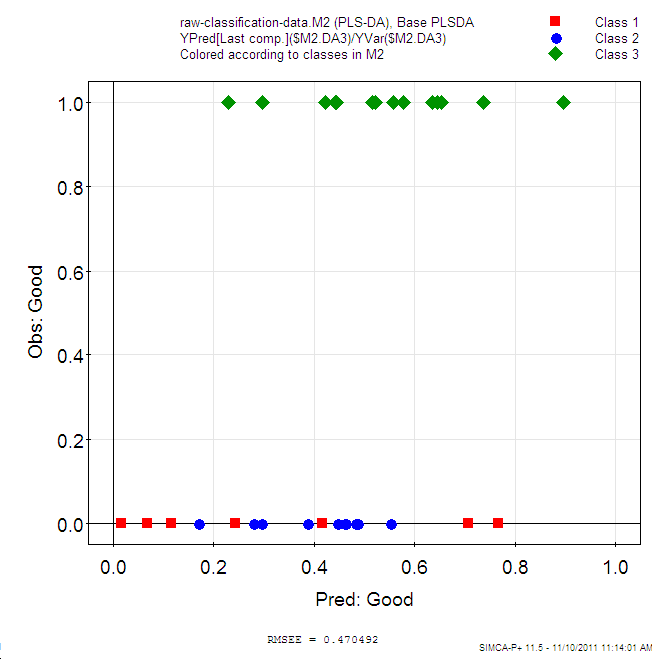 raw-classification-data.M2 (PLS-DA), Base PLSDA
YPred[Last comp.]($M2.DA3)/YVar($M2.DA3)
Colored according to classes in M2
Class 1
Class 2
Class 3
1.0
0.8
0.6
0.4
0.2
0.0
Obs: Good
0.0 0.2 0.4 0.6 0.8 1.0
Pred: Good
RMSEE = 0.470492
SIMCA-P+ 11.5 - 11/10/2011 11:14:01 AM